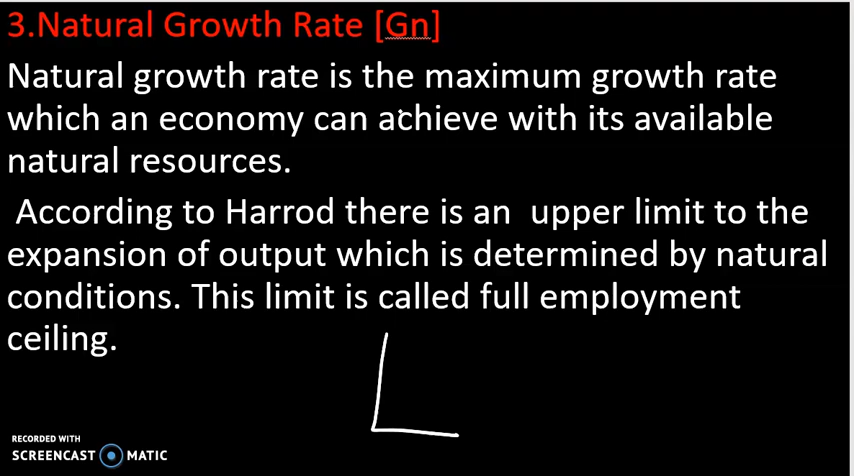 3.Natural Growth Rate [Gn]
Natural growth rate is the maximum growth rate
which an economy can achieve with its available
natural resources.
According to Harrod there is an upper limit to the
expansion of output which is determined by natural
conditions. This limit is called full employment
ceiling.
RECORDED WITH
SCREENCAST MATIC